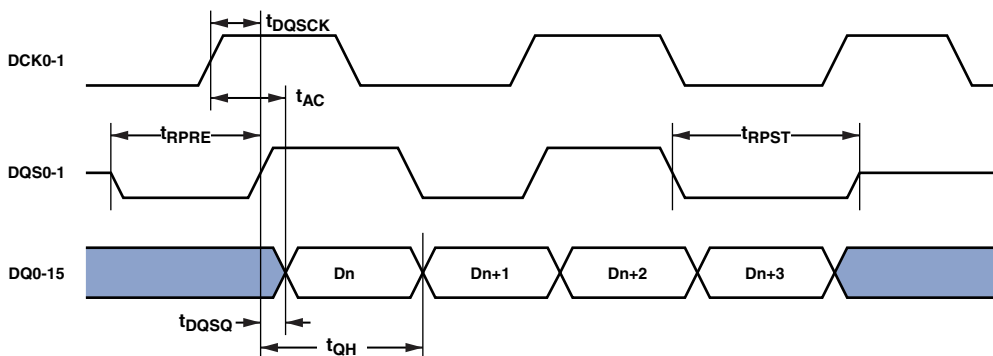 tDQSCK
DCK0-1
tAC
tRPRE
tRPST
DQS0-1
DQ0-15
Dn
Dn+1
Dn+2
Dn+3
tDQSQ
tQH